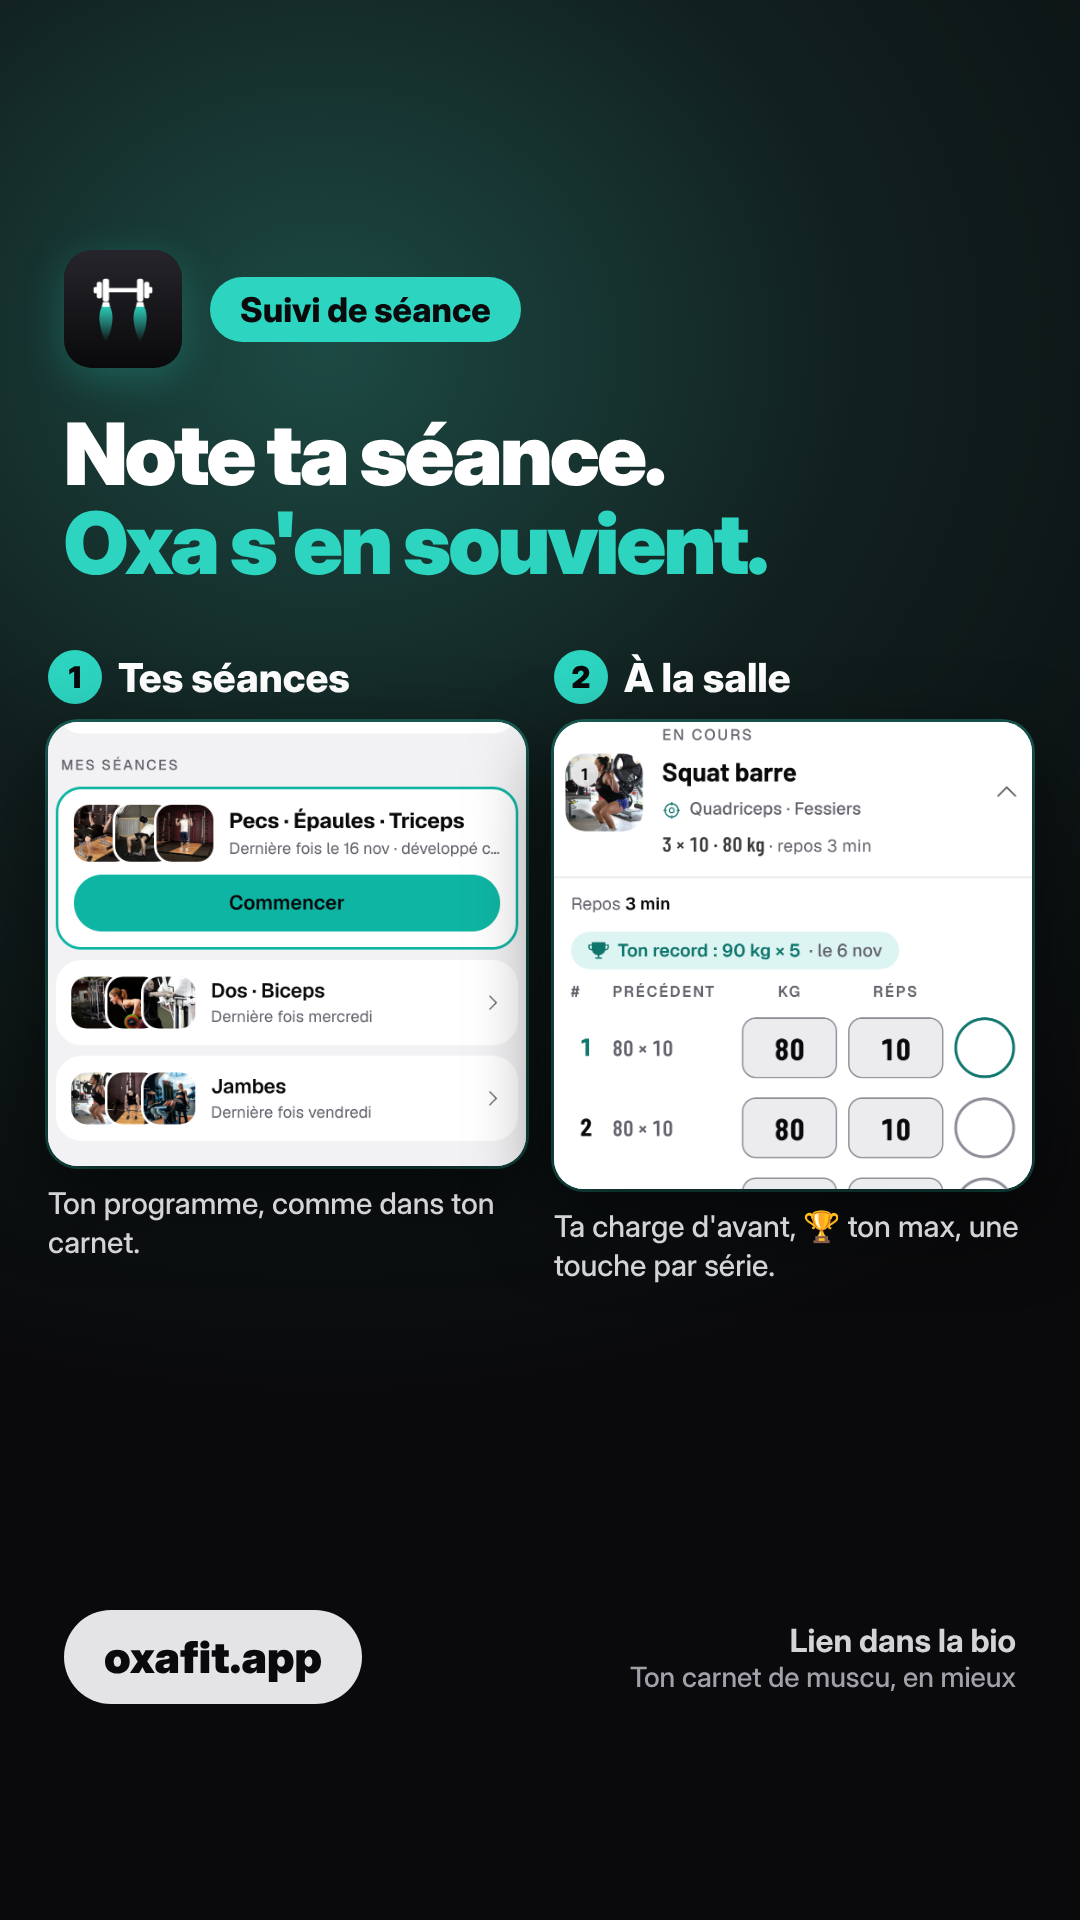 Suivi de séance
Note ta séance.
Oxa s'en souvient.
1 Tes séances
MES SÉANCES
Pecs · Épaules · Triceps
Dernière fois le 16 nov · développé c...
Commencer
Dos · Biceps
Dernière fois mercredi
Jambes
Dernière fois vendredi
Ton programme, comme dans ton
carnet.
2 À la salle
EN COURS
1
Squat barre
Quadriceps · Fessiers
3 × 10 · 80 kg · repos 3 min
Repos 3 min
Ton record : 90 kg × 5 · le 6 nov
# PRÉCÉDENT KG RÉPS
1 80 × 10 80 10
2 80 × 10 80 10
Ta charge d'avant, 🏆 ton max, une
touche par série.
oxafit.app
Lien dans la bio
Ton carnet de muscu, en mieux